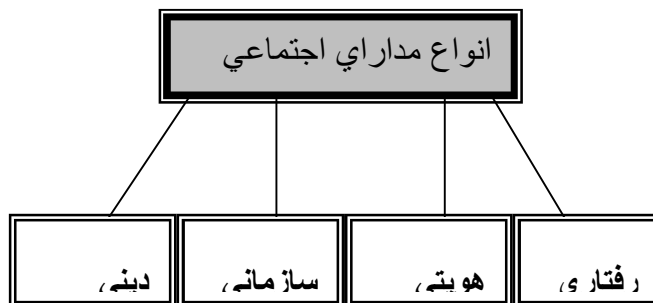 انواع مداراي اجتماعي
رفتاري
هويتي
سازماني
ديني